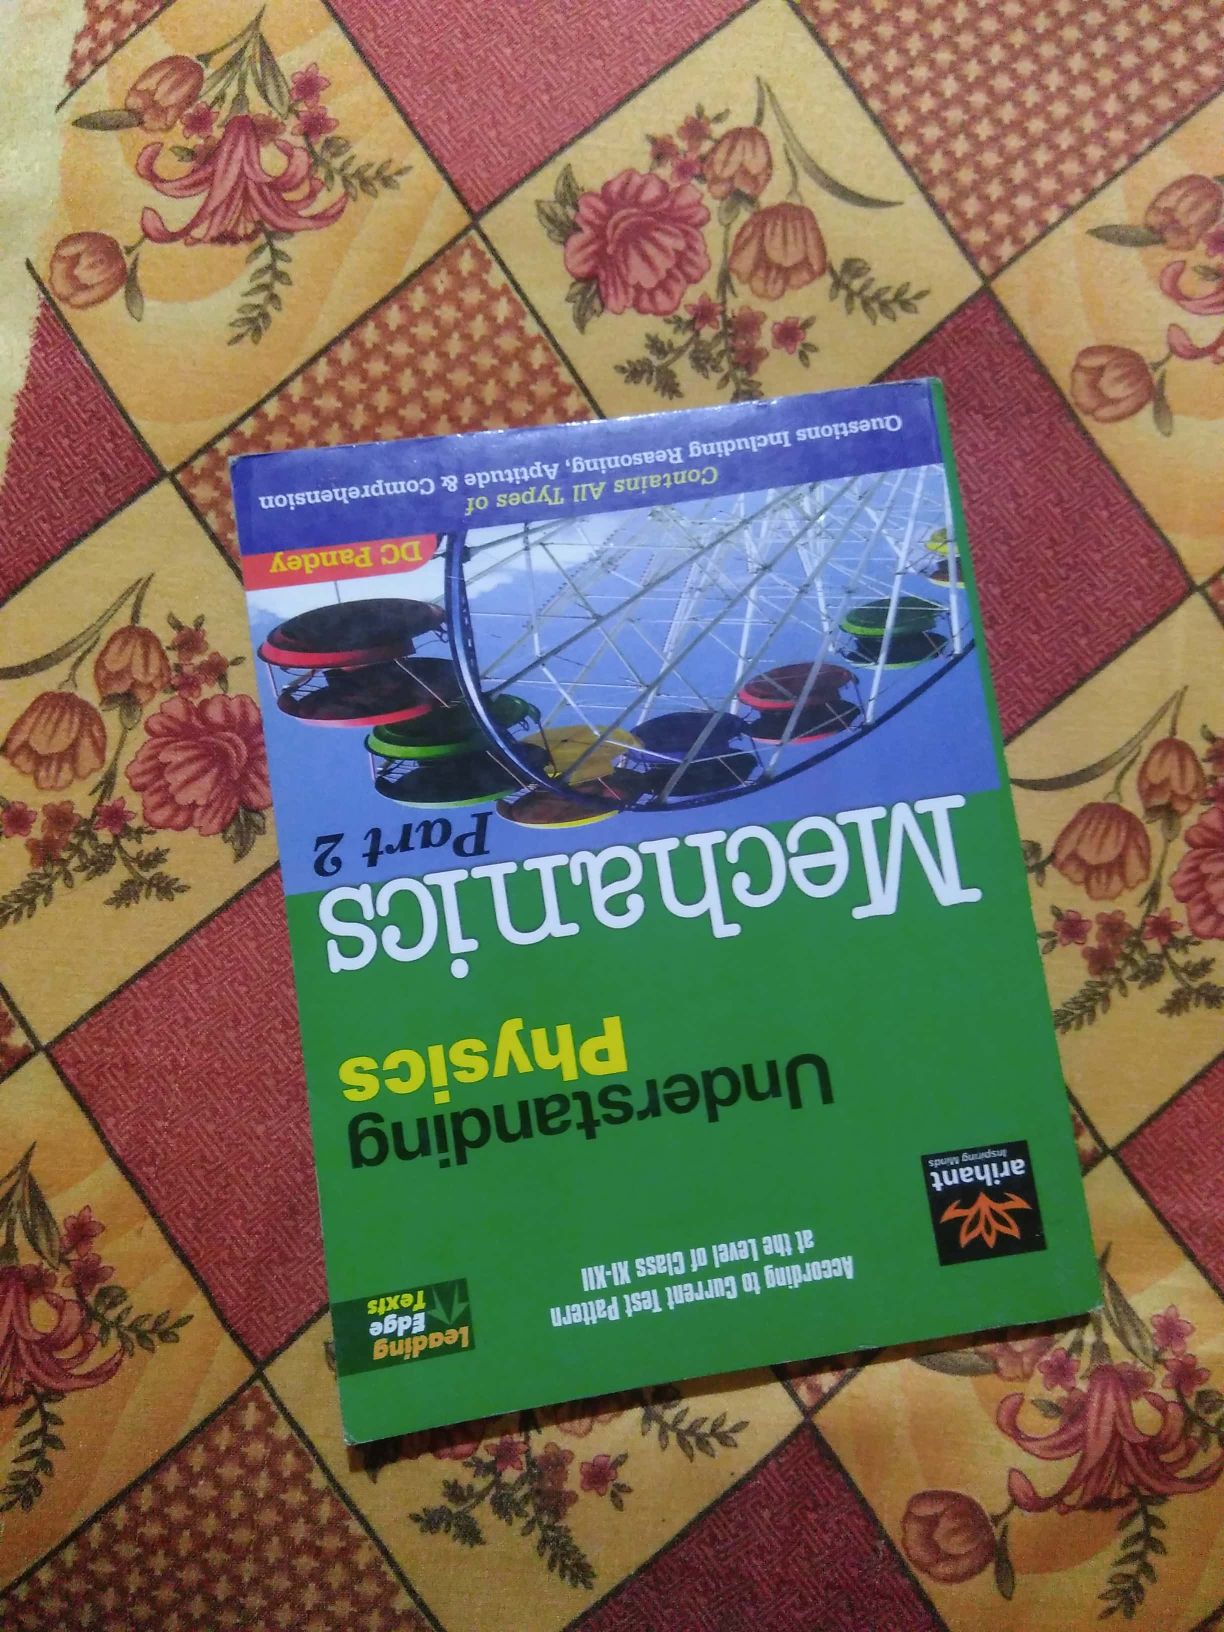 According to Current Test Pattern
at the Level of Class XI-XII
Leading
Edge
Texts
arihant
Inspiring Minds
Understanding
Physics
Mechanics
Part 2
DC Pandey
Contains All Types of
Questions Including Reasoning, Aptitude & Comprehension